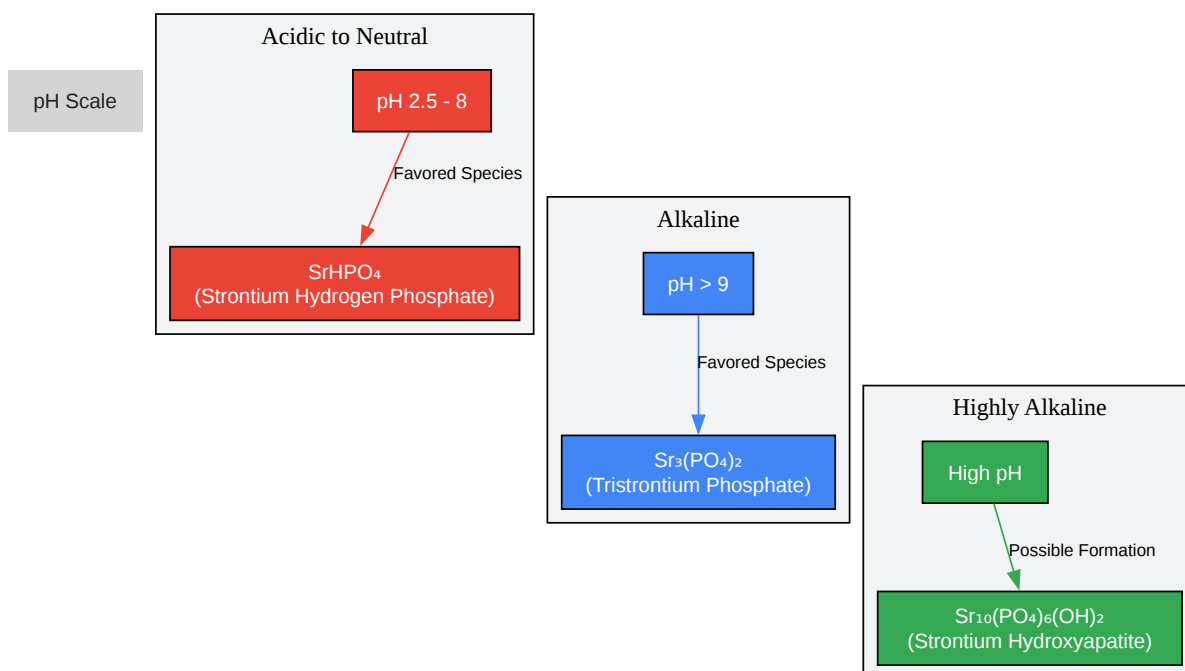 Acidic to Neutral
pH Scale
pH 2.5 - 8
Favored Species
SrHPO₄
(Strontium Hydrogen Phosphate)
Alkaline
pH > 9
Favored Species
Sr₃(PO₄)₂
(Tristrontium Phosphate)
Highly Alkaline
High pH
Possible Formation
Sr₁₀(PO₄)₆(OH)₂
(Strontium Hydroxyapatite)